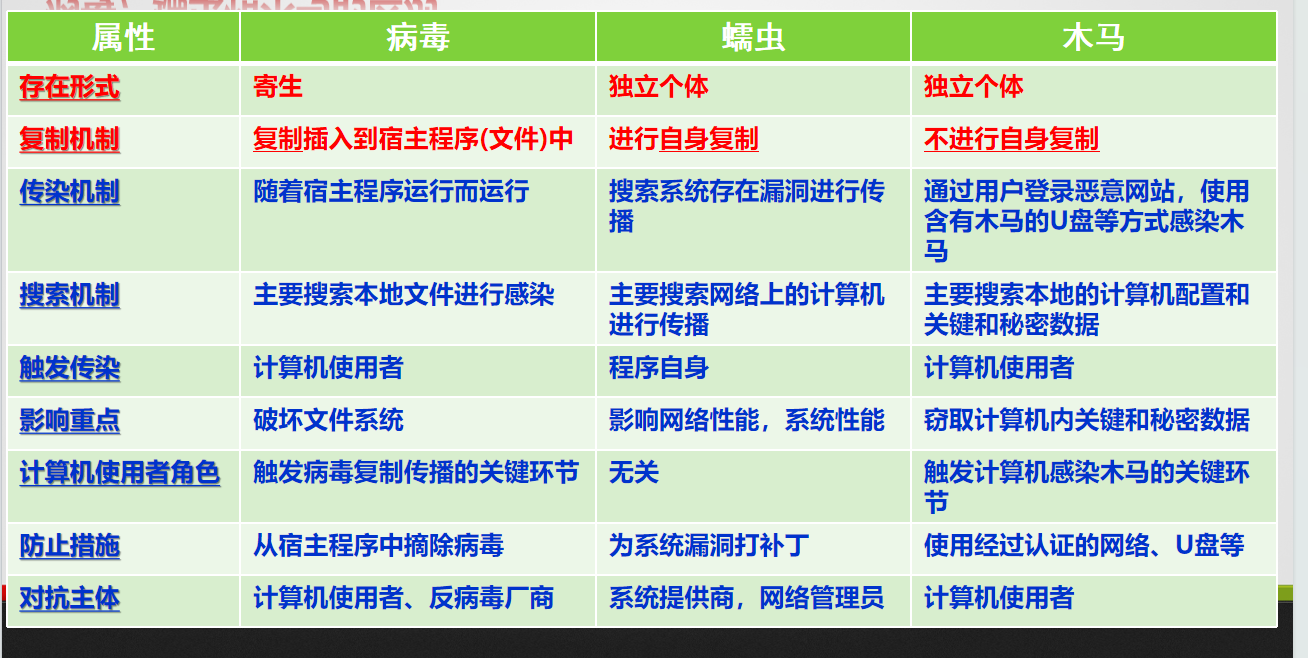 属性 病毒 蠕虫 木马
存在形式 寄生 独立个体 独立个体
复制机制 复制插入到宿主程序(文件)中 进行自身复制 不进行自身复制
传染机制 随着宿主程序运行而运行 搜索系统存在漏洞进行传
播 通过用户登录恶意网站，使用
含有木马的U盘等方式感染木
马
搜索机制 主要搜索本地文件进行感染 主要搜索网络上的计算机
进行传播 主要搜索本地的计算机配置和
关键和秘密数据
触发传染 计算机使用者 程序自身 计算机使用者
影响重点 破坏文件系统 影响网络性能，系统性能 窃取计算机内关键和秘密数据
计算机使用者角色 触发病毒复制传播的关键环节 无关 触发计算机感染木马的关键环
节
防止措施 从宿主程序中摘除病毒 为系统漏洞打补丁 使用经过认证的网络、U盘等
对抗主体 计算机使用者、反病毒厂商 系统提供商，网络管理员 计算机使用者